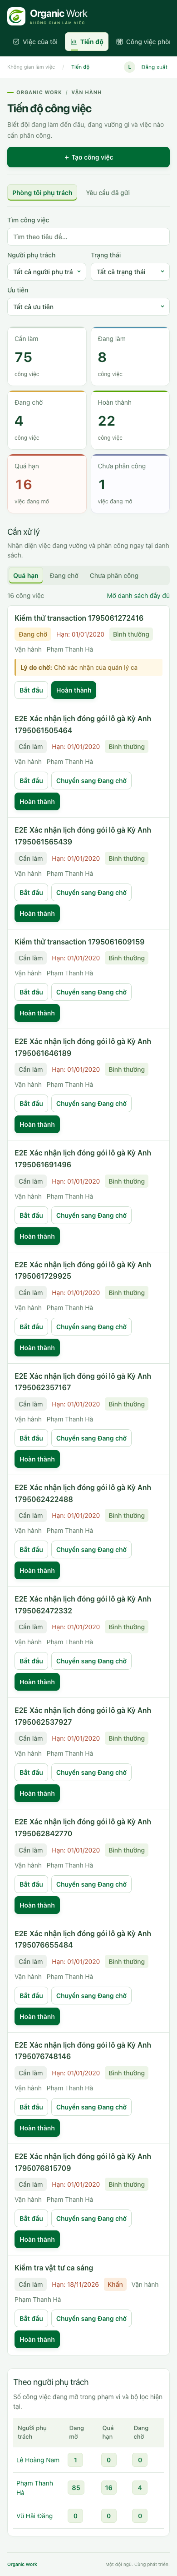 Organic Work
KHÔNG GIAN LÀM VIỆC
Việc của tôi
Tiến độ
Công việc phòn
Không gian làm việc
Tiến độ
L
Đăng xuất
ORGANIC WORK / VẬN HÀNH
Tiến độ công việc
Biết đội đang làm đến đâu, đang vướng gì và việc nào
cần phân công.
+ Tạo công việc
Phòng tôi phụ trách
Yêu cầu đã gửi
Tìm công việc
Tìm theo tiêu đề...
Người phụ trách
Trạng thái
Tất cả người phụ trá
Tất cả trạng thái
Ưu tiên
Tất cả ưu tiên
Cần làm
75
công việc
Đang làm
8
công việc
Đang chờ
4
công việc
Hoàn thành
22
công việc
Quá hạn
16
việc đang mở
Chưa phân công
1
việc đang mở
Cần xử lý
Nhận diện việc đang vướng và phân công ngay tại danh
sách.
Quá hạn
Đang chờ
Chưa phân công
16 công việc
Mở danh sách đầy đủ
Kiểm thử transaction 1795061272416
Đang chờ
Hạn: 01/01/2020
Bình thường
Vận hành Phạm Thanh Hà
Lý do chờ: Chờ xác nhận của quản lý ca
Bắt đầu
Hoàn thành
E2E Xác nhận lịch đóng gói lô gà Kỳ Anh
1795061505464
Cần làm
Hạn: 01/01/2020
Bình thường
Vận hành Phạm Thanh Hà
Bắt đầu
Chuyển sang Đang chờ
Hoàn thành
E2E Xác nhận lịch đóng gói lô gà Kỳ Anh
1795061565439
Cần làm
Hạn: 01/01/2020
Bình thường
Vận hành Phạm Thanh Hà
Bắt đầu
Chuyển sang Đang chờ
Hoàn thành
Kiểm thử transaction 1795061609159
Cần làm
Hạn: 01/01/2020
Bình thường
Vận hành Phạm Thanh Hà
Bắt đầu
Chuyển sang Đang chờ
Hoàn thành
E2E Xác nhận lịch đóng gói lô gà Kỳ Anh
1795061646189
Cần làm
Hạn: 01/01/2020
Bình thường
Vận hành Phạm Thanh Hà
Bắt đầu
Chuyển sang Đang chờ
Hoàn thành
E2E Xác nhận lịch đóng gói lô gà Kỳ Anh
1795061691496
Cần làm
Hạn: 01/01/2020
Bình thường
Vận hành Phạm Thanh Hà
Bắt đầu
Chuyển sang Đang chờ
Hoàn thành
E2E Xác nhận lịch đóng gói lô gà Kỳ Anh
1795061729925
Cần làm
Hạn: 01/01/2020
Bình thường
Vận hành Phạm Thanh Hà
Bắt đầu
Chuyển sang Đang chờ
Hoàn thành
E2E Xác nhận lịch đóng gói lô gà Kỳ Anh
1795062357167
Cần làm
Hạn: 01/01/2020
Bình thường
Vận hành Phạm Thanh Hà
Bắt đầu
Chuyển sang Đang chờ
Hoàn thành
E2E Xác nhận lịch đóng gói lô gà Kỳ Anh
1795062422488
Cần làm
Hạn: 01/01/2020
Bình thường
Vận hành Phạm Thanh Hà
Bắt đầu
Chuyển sang Đang chờ
Hoàn thành
E2E Xác nhận lịch đóng gói lô gà Kỳ Anh
1795062472332
Cần làm
Hạn: 01/01/2020
Bình thường
Vận hành Phạm Thanh Hà
Bắt đầu
Chuyển sang Đang chờ
Hoàn thành
E2E Xác nhận lịch đóng gói lô gà Kỳ Anh
1795062537927
Cần làm
Hạn: 01/01/2020
Bình thường
Vận hành Phạm Thanh Hà
Bắt đầu
Chuyển sang Đang chờ
Hoàn thành
E2E Xác nhận lịch đóng gói lô gà Kỳ Anh
1795062842770
Cần làm
Hạn: 01/01/2020
Bình thường
Vận hành Phạm Thanh Hà
Bắt đầu
Chuyển sang Đang chờ
Hoàn thành
E2E Xác nhận lịch đóng gói lô gà Kỳ Anh
1795076655484
Cần làm
Hạn: 01/01/2020
Bình thường
Vận hành Phạm Thanh Hà
Bắt đầu
Chuyển sang Đang chờ
Hoàn thành
E2E Xác nhận lịch đóng gói lô gà Kỳ Anh
1795076748146
Cần làm
Hạn: 01/01/2020
Bình thường
Vận hành Phạm Thanh Hà
Bắt đầu
Chuyển sang Đang chờ
Hoàn thành
E2E Xác nhận lịch đóng gói lô gà Kỳ Anh
1795076815709
Cần làm
Hạn: 01/01/2020
Bình thường
Vận hành Phạm Thanh Hà
Bắt đầu
Chuyển sang Đang chờ
Hoàn thành
Kiểm tra vật tư ca sáng
Cần làm
Hạn: 18/11/2026
Khẩn
Vận hành
Phạm Thanh Hà
Bắt đầu
Chuyển sang Đang chờ
Hoàn thành
Theo người phụ trách
Số công việc đang mở trong phạm vi và bộ lọc hiện
tại.
Người phụ trách
Đang mở
Quá hạn
Đang chờ
Lê Hoàng Nam 1 0 0
Phạm Thanh Hà 85 16 4
Vũ Hải Đăng 0 0 0
Organic Work
Một đội ngũ. Cùng phát triển.